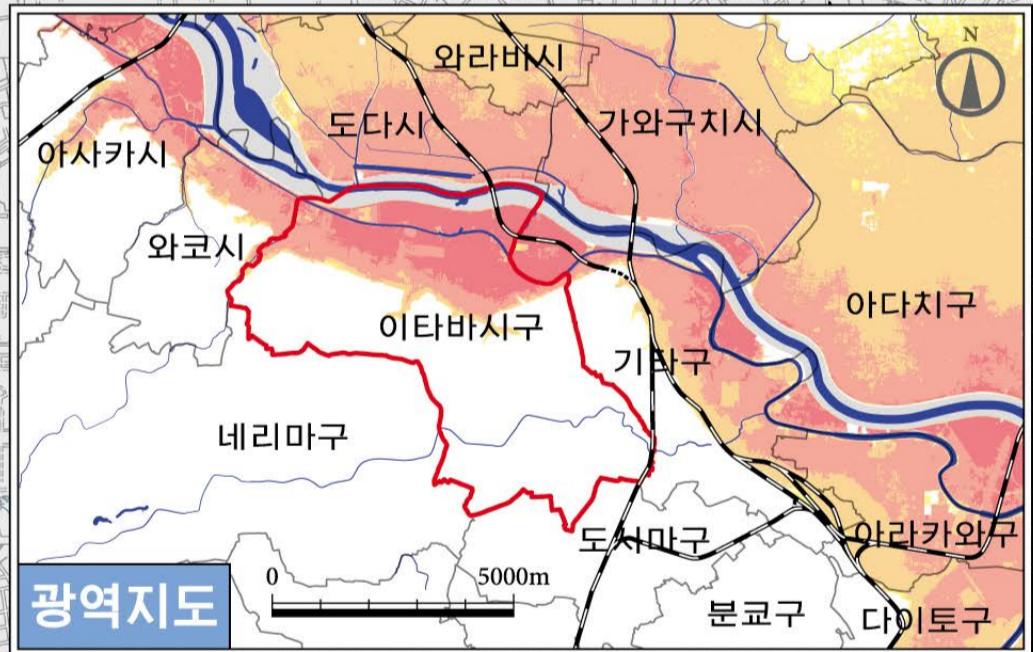 N
와라바시
도다시
가와구치시
아사카시
와코시
아다치구
이타바시구
기타구
네리마구
0
5000m
도시마구
아라카와구
광역지도
분쿄구
다이토구